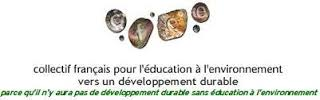 collectif français pour l'éducation à l'environnement
vers un développement durable
parce qu'il n'y aura pas de développement durable sans éducation à l'environnement